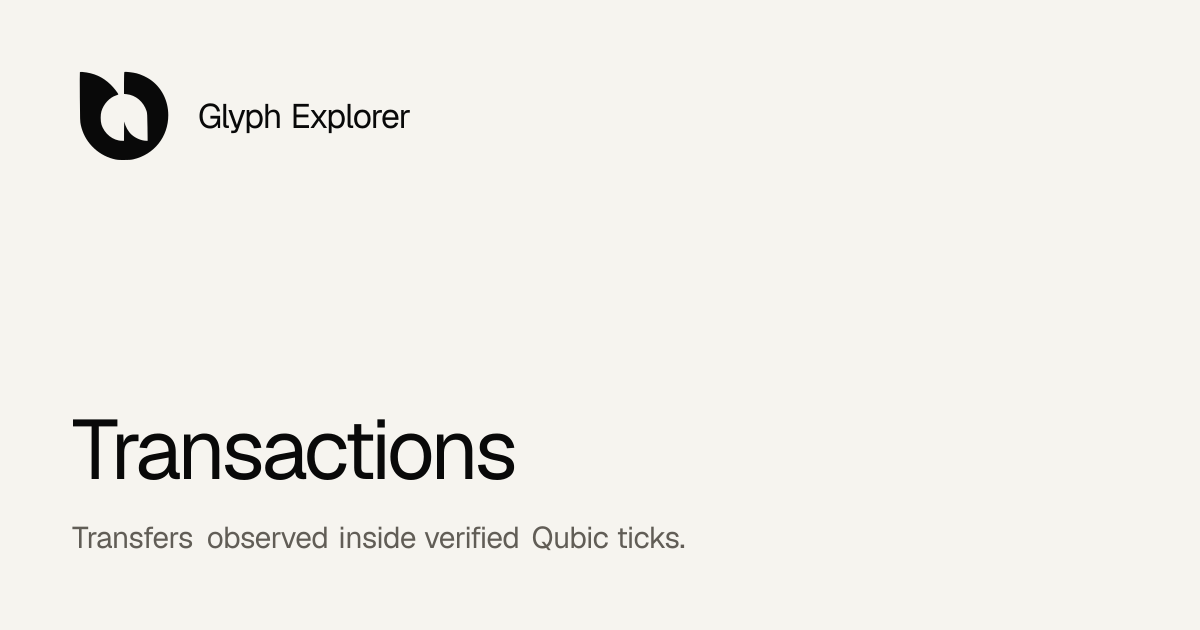 Glyph Explorer
Transactions
Transfers observed inside verified Qubic ticks.